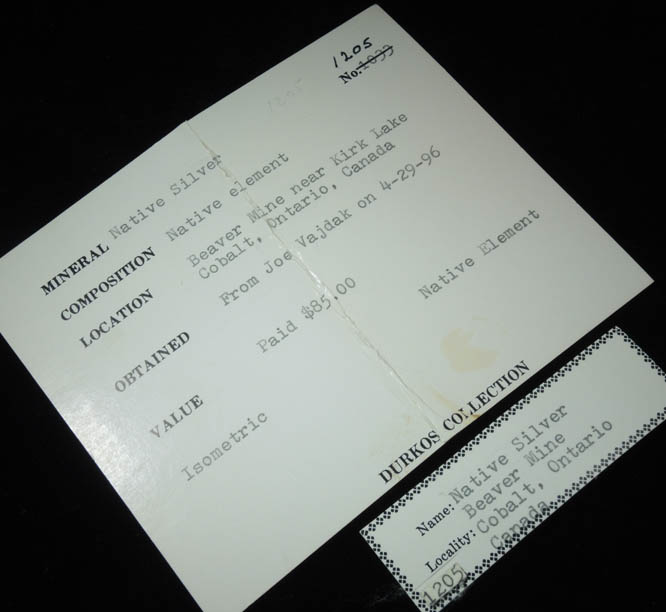 1205
No. 1033
1205
MINERAL Native Silver
COMPOSITION Native element
LOCATION Beaver Mine near Kirk Lake
Cobalt, Ontario, Canada
OBTAINED From Joe Vajdak on 4-29-96
VALUE Paid $85.00
Native Element
Isometric
DURKOS COLLECTION
Name: Native Silver
Beaver Mine
Locality: Cobalt, Ontario
Canada
1205